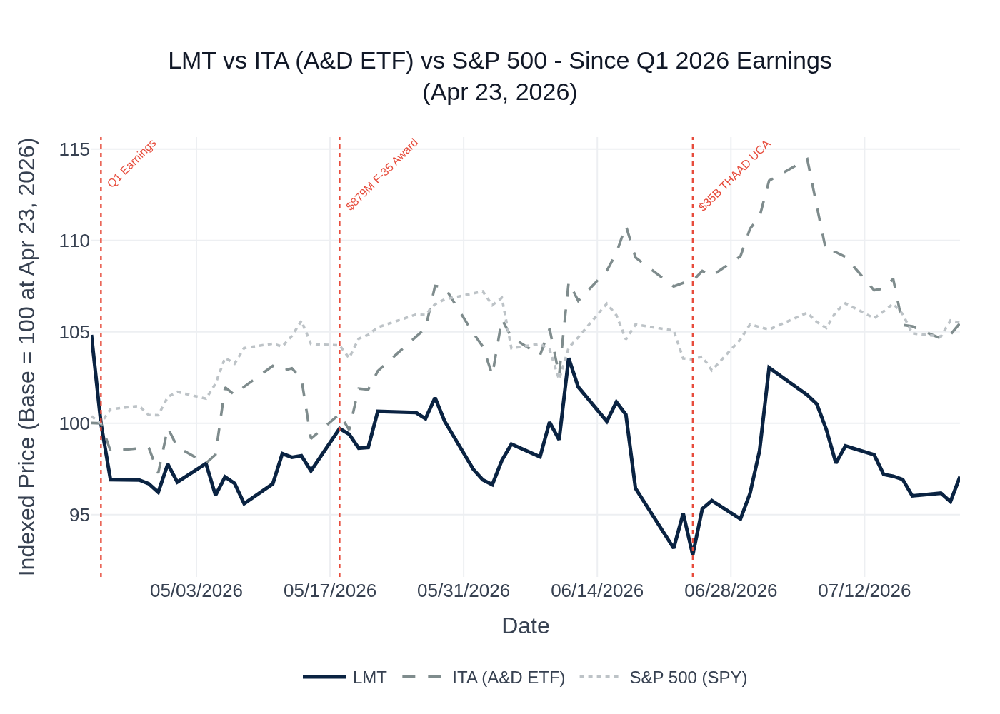 LMT vs ITA (A&D ETF) vs S&P 500 - Since Q1 2026 Earnings
(Apr 23, 2026)
Indexed Price (Base = 100 at Apr 23, 2026)
115
110
105
100
95
Q1 Earnings
$879M F-35 Award
$35B THAAD UCA
05/03/2026
05/17/2026
05/31/2026
06/14/2026
06/28/2026
07/12/2026
Date
LMT
ITA (A&D ETF)
S&P 500 (SPY)